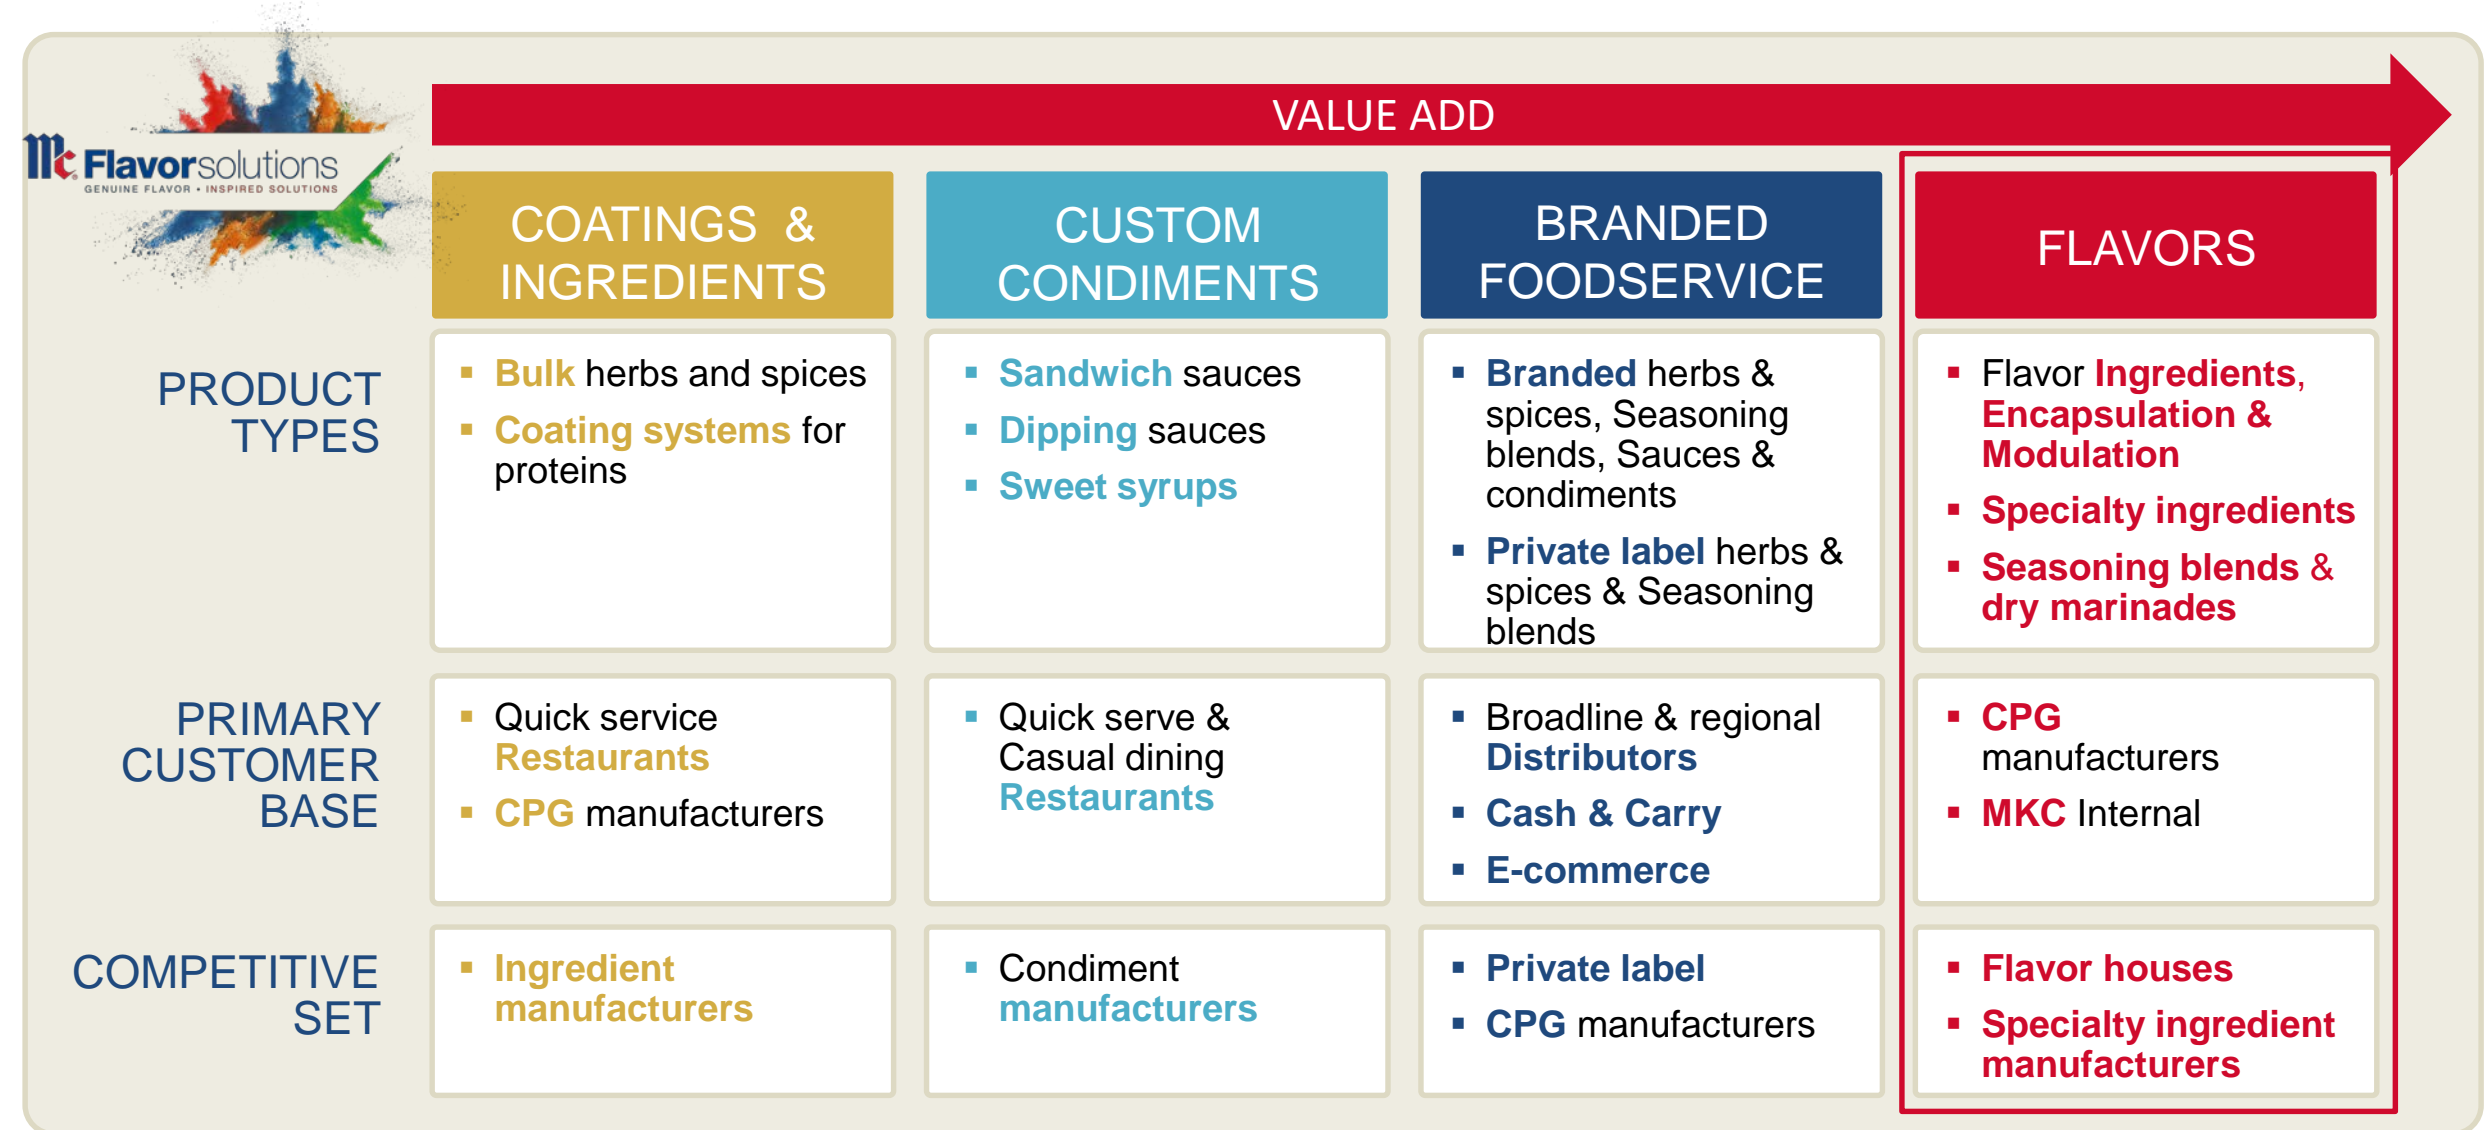 Mc Flavorsolutions
GENUINE FLAVOR • INSPIRED SOLUTIONS
VALUE ADD
COATINGS &
INGREDIENTS
CUSTOM
CONDIMENTS
BRANDED
FOODSERVICE
FLAVORS
PRODUCT
TYPES
▪ Bulk herbs and spices
▪ Coating systems for
proteins
▪ Sandwich sauces
▪ Dipping sauces
▪ Sweet syrups
▪ Branded herbs &
spices, Seasoning
blends, Sauces &
condiments
▪ Private label herbs &
spices & Seasoning
blends
▪ Flavor Ingredients,
Encapsulation &
Modulation
▪ Specialty ingredients
▪ Seasoning blends &
dry marinades
PRIMARY
CUSTOMER
BASE
▪ Quick service
Restaurants
▪ CPG manufacturers
▪ Quick serve &
Casual dining
Restaurants
▪ Broadline & regional
Distributors
▪ Cash & Carry
▪ E-commerce
▪ CPG
manufacturers
▪ MKC Internal
COMPETITIVE
SET
▪ Ingredient
manufacturers
▪ Condiment
manufacturers
▪ Private label
▪ CPG manufacturers
▪ Flavor houses
▪ Specialty ingredient
manufacturers